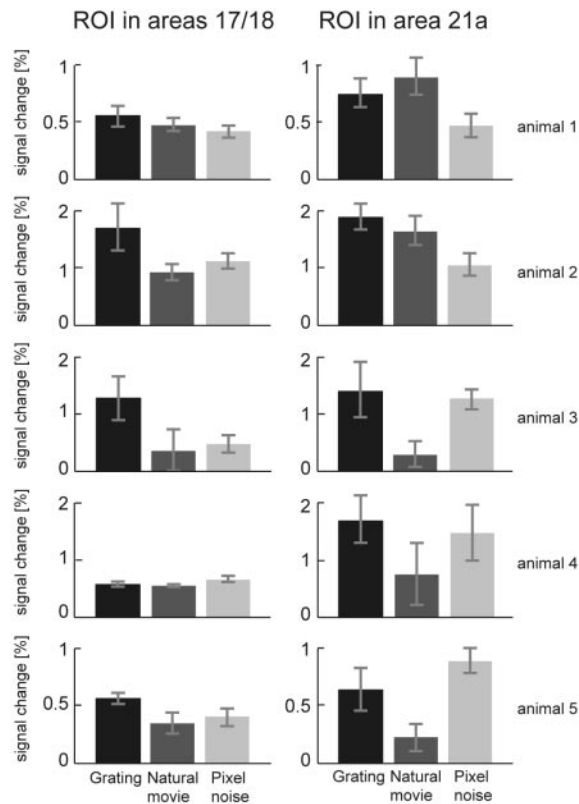 ROI in areas 17/18 ROI in area 21a
signal change [%]
1
0.5
0
1
0.5
0
animal 1
signal change [%]
2
1
0
2
1
0
animal 2
signal change [%]
2
1
0
2
1
0
animal 3
signal change [%]
2
1
0
2
1
0
animal 4
signal change [%]
1
0.5
0
1
0.5
0
animal 5
Grating Natural Pixel Grating Natural Pixel
movie noise movie noise